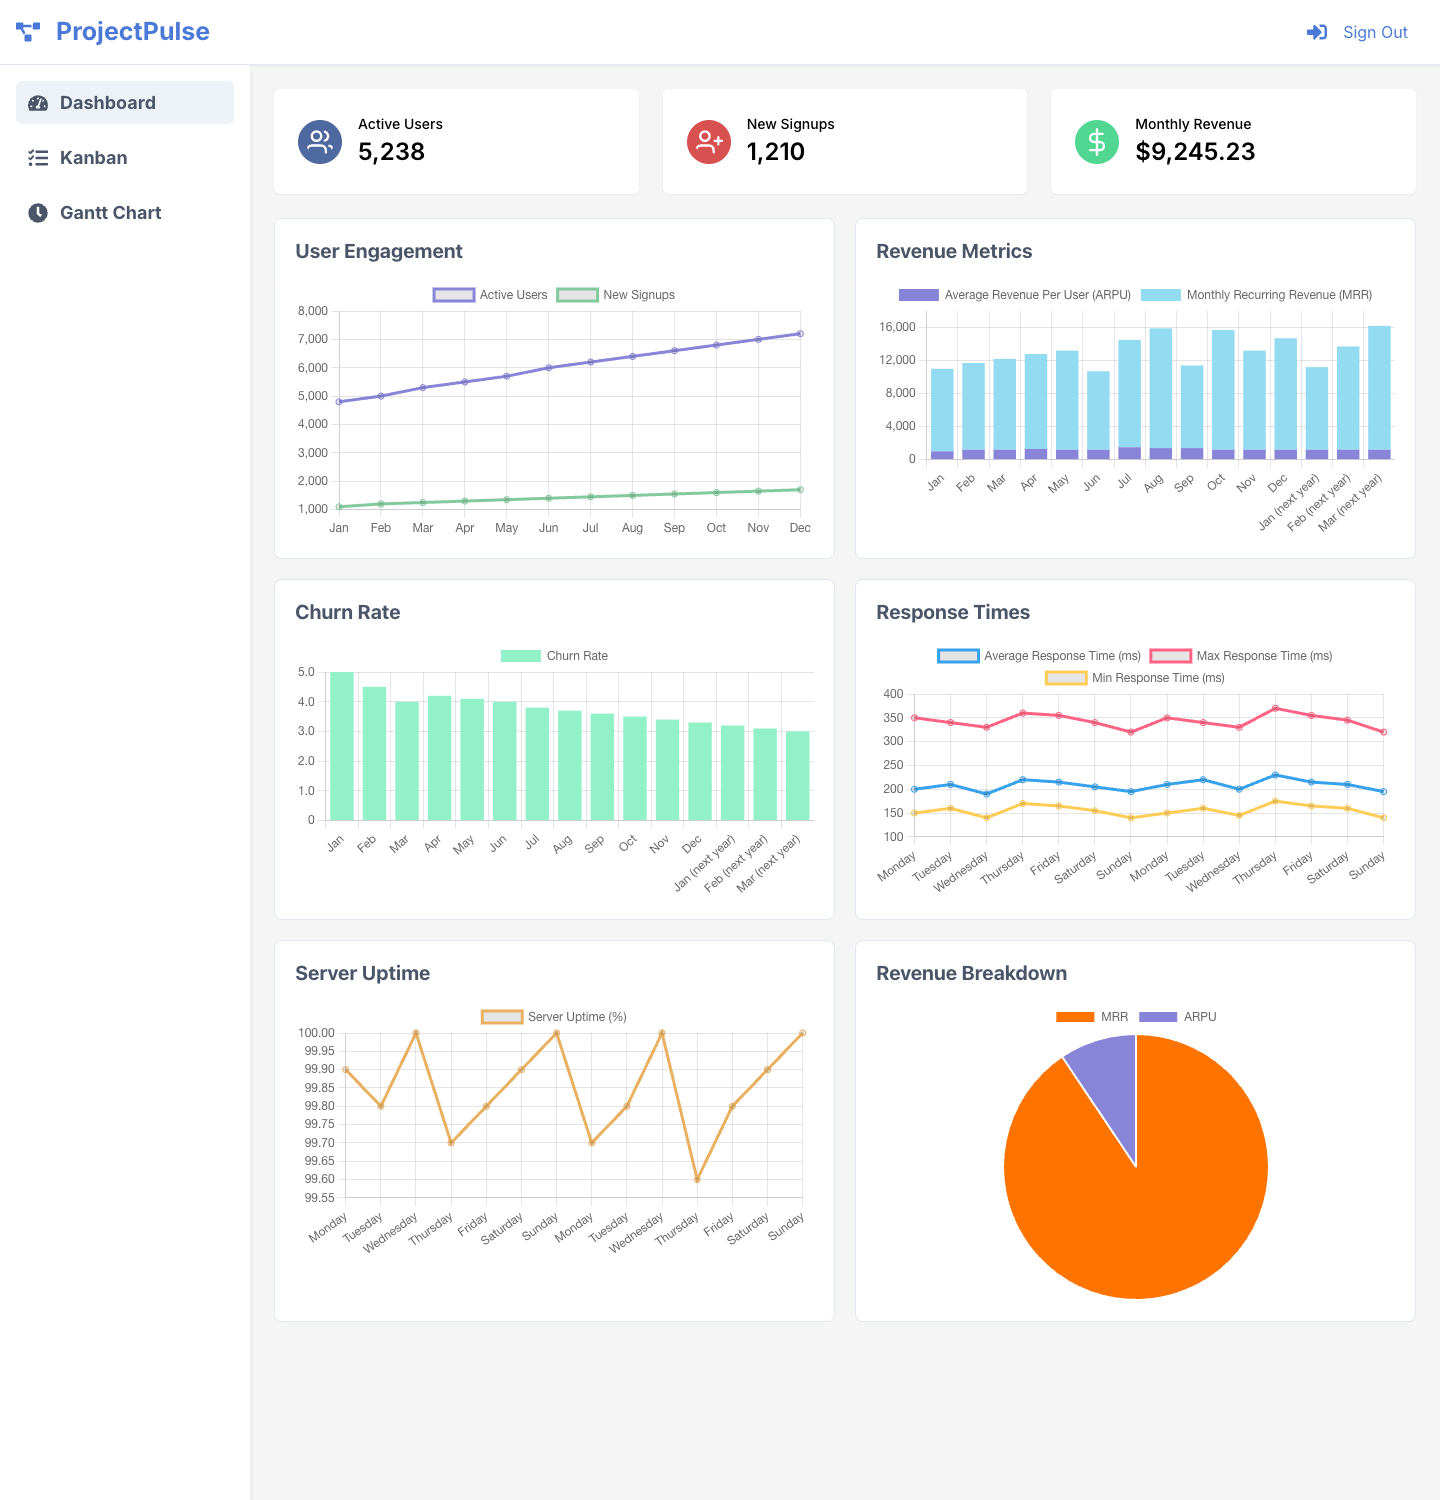 ProjectPulse
Sign Out
Dashboard
Kanban
Gantt Chart
Active Users
5,238
New Signups
1,210
Monthly Revenue
$9,245.23
User Engagement
Active Users New Signups
8,000
7,000
6,000
5,000
4,000
3,000
2,000
1,000
Jan Feb Mar Apr May Jun Jul Aug Sep Oct Nov Dec
Revenue Metrics
Average Revenue Per User (ARPU) Monthly Recurring Revenue (MRR)
16,000
12,000
8,000
4,000
0
Jan Feb Mar Apr May Jun Jul Aug Sep Oct Nov Dec Jan (next year) Feb (next year) Mar (next year)
Churn Rate
Churn Rate
5.0
4.0
3.0
2.0
1.0
0
Jan Feb Mar Apr May Jun Jul Aug Sep Oct Nov Dec Jan (next year) Feb (next year) Mar (next year)
Response Times
Average Response Time (ms) Max Response Time (ms)
Min Response Time (ms)
400
350
300
250
200
150
100
Monday Tuesday Wednesday Thursday Friday Saturday Sunday Monday Tuesday Wednesday Thursday Friday Saturday Sunday
Server Uptime
Server Uptime (%)
100.00
99.95
99.90
99.85
99.80
99.75
99.70
99.65
99.60
99.55
Monday Tuesday Wednesday Thursday Friday Saturday Sunday Monday Tuesday Wednesday Thursday Friday Saturday Sunday
Revenue Breakdown
MRR ARPU